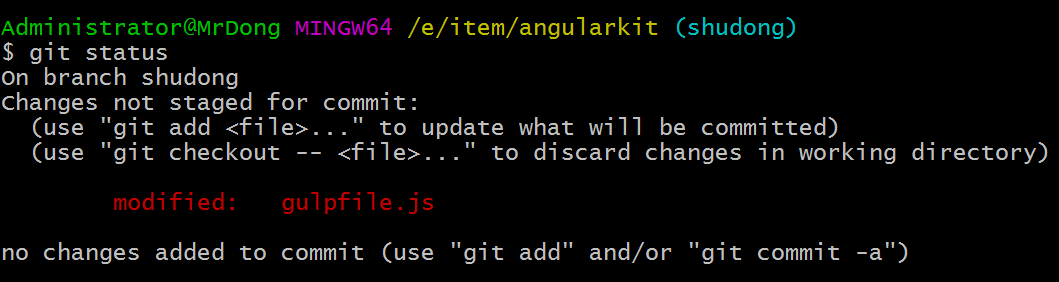 Administrator@MrDong MINGW64 /e/item/angularkit (shudong)
$ git status
On branch shudong
Changes not staged for commit:
  (use "git add <file>..." to update what will be committed)
  (use "git checkout -- <file>..." to discard changes in working directory)
        modified:   gulpfile.js
no changes added to commit (use "git add" and/or "git commit -a")